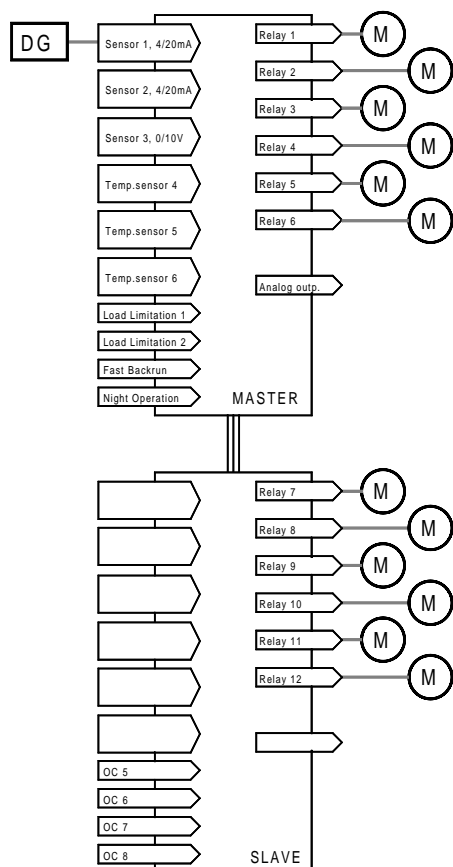 DG
Sensor 1, 4/20mA
Sensor 2, 4/20mA
Sensor 3, 0/10V
Temp.sensor 4
Temp.sensor 5
Temp.sensor 6
Load Limitation 1
Load Limitation 2
Fast Backrun
Night Operation
Relay 1
M
Relay 2
M
Relay 3
M
Relay 4
M
Relay 5
M
Relay 6
M
Analog outp.
MASTER
Relay 7
M
Relay 8
M
Relay 9
M
Relay 10
M
Relay 11
M
Relay 12
M
OC 5
OC 6
OC 7
OC 8
SLAVE